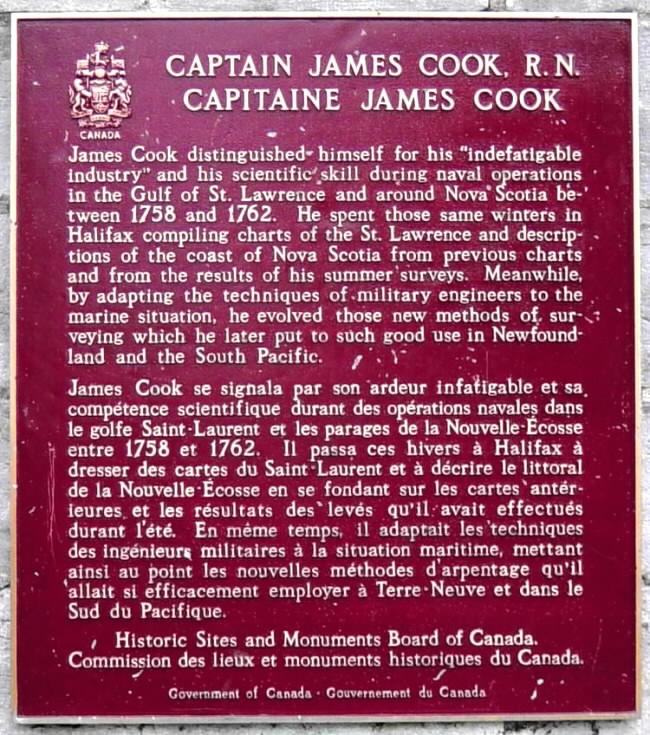 CANADA
CAPTAIN JAMES COOK, R.N.
CAPITAINE JAMES COOK
James Cook distinguished himself for his "indefatigable
industry" and his scientific skill during naval operations
in the Gulf of St. Lawrence and around Nova Scotia be-
tween 1758 and 1762. He spent those same winters in
Halifax compiling charts of the St. Lawrence and descrip-
tions of the coast of Nova Scotia from previous charts
and from the results of his summer surveys. Meanwhile,
by adapting the techniques of military engineers to the
marine situation, he evolved those new methods of sur-
veying which he later put to such good use in Newfound-
land and the South Pacific.
James Cook se signala par son ardeur infatigable et sa
compétence scientifique durant des opérations navales dans
le golfe Saint-Laurent et les parages de la Nouvelle-Écosse
entre 1758 et 1762. Il passa ces hivers à Halifax à
dresser des cartes du Saint-Laurent et à décrire le littoral
de la Nouvelle-Écosse en se fondant sur les cartes antér-
ieures et les résultats des levés qu'il avait effectués
durant l'été. En même temps, il adaptait les techniques
des ingénieurs militaires à la situation maritime, mettant
ainsi au point les nouvelles méthodes d'arpentage qu'il
allait si efficacement employer à Terre-Neuve et dans le
Sud du Pacifique.
Historic Sites and Monuments Board of Canada.
Commission des lieux et monuments historiques du Canada.
Government of Canada · Gouvernement du Canada